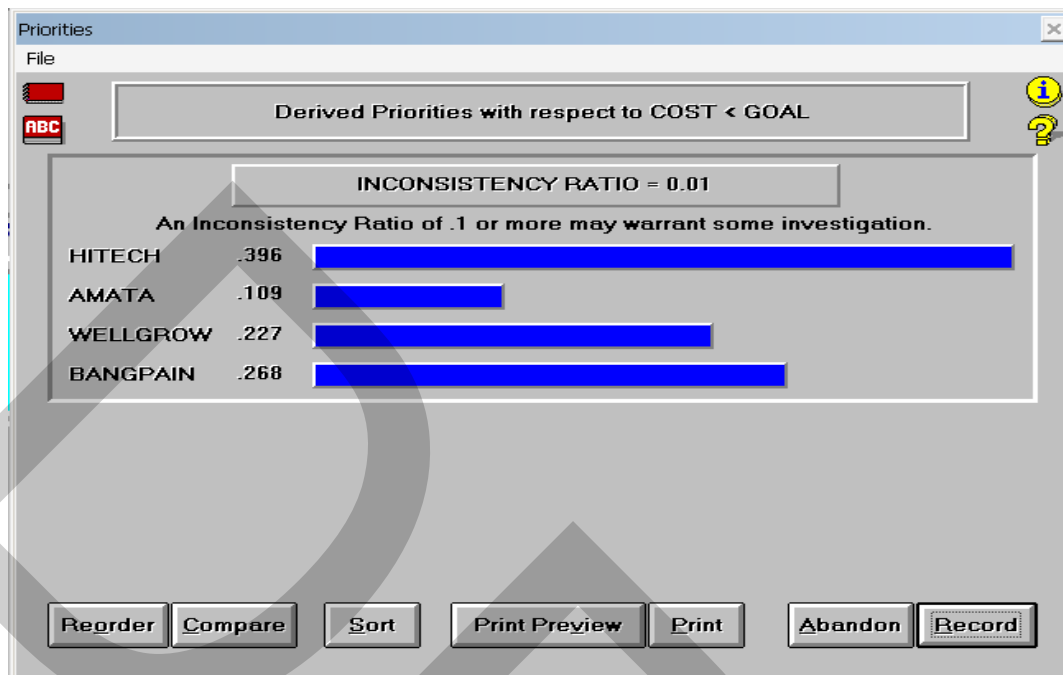 Priorities
File
ABC
Derived Priorities with respect to COST < GOAL
i
?
INCONSISTENCY RATIO = 0.01
An Inconsistency Ratio of .1 or more may warrant some investigation.
HITECH .396
AMATA .109
WELLGROW .227
BANGPAIN .268
Reorder Compare Sort Print Preview Print Abandon Record